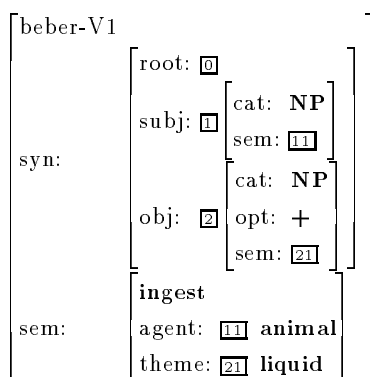 beber-V1
root: 0
subj: 1 cat: NP
sem: 11
syn:
obj: 2 cat: NP
opt: +
sem: 21
ingest
sem: agent: 11 animal
theme: 21 liquid